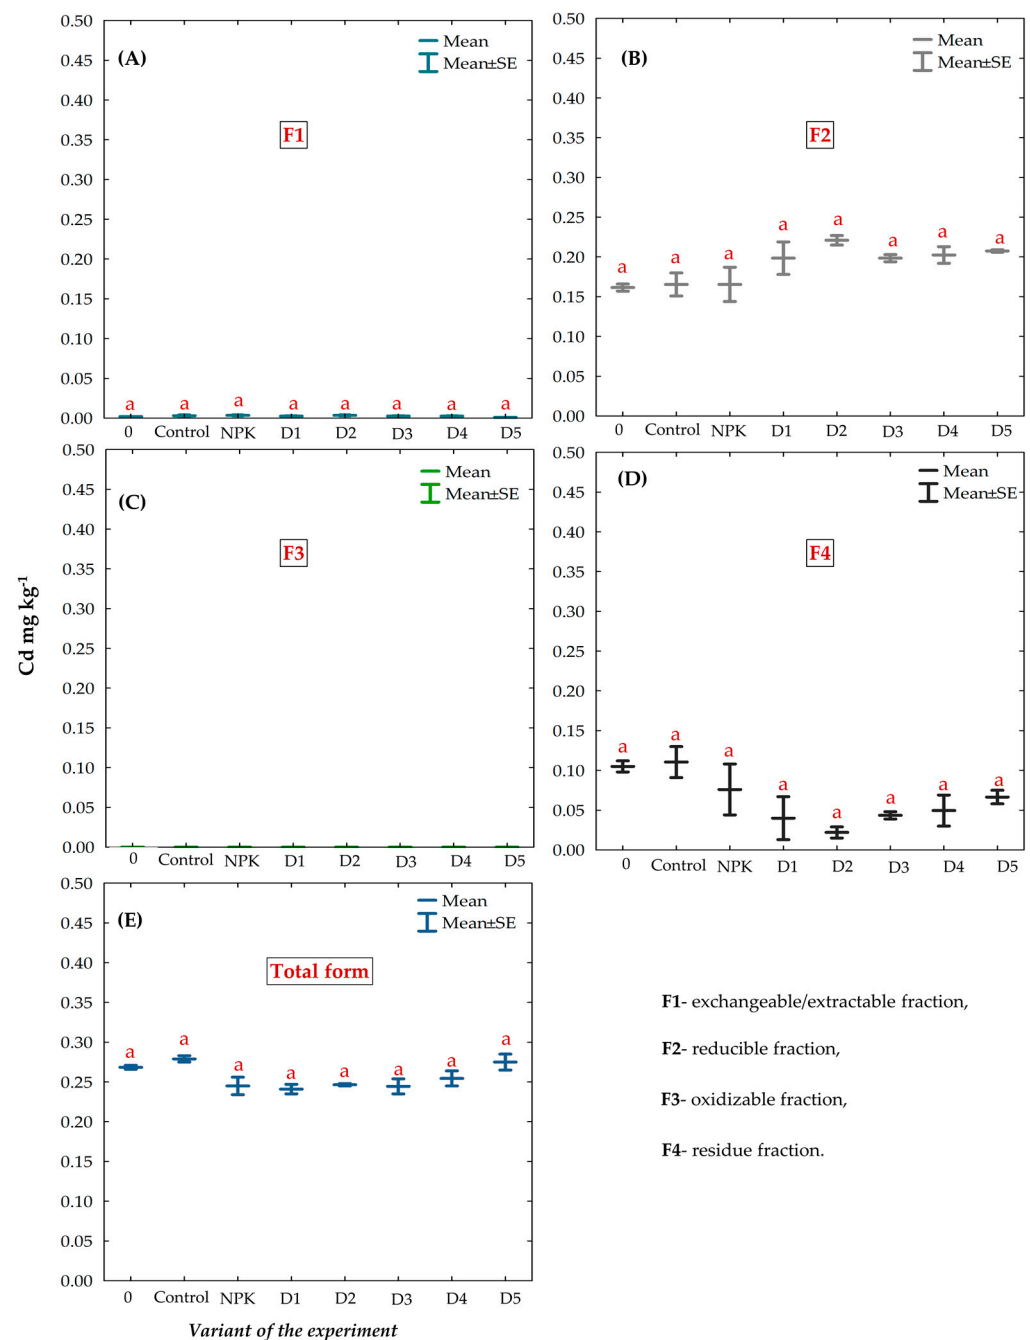 (A)
F1
Mean
Mean±SE
0.50
0.45
0.40
0.35
0.30
0.25
0.20
0.15
0.10
0.05
0.00
a a a a a a a a
0 Control NPK D1 D2 D3 D4 D5
(B)
F2
Mean
Mean±SE
0.50
0.45
0.40
0.35
0.30
0.25
0.20
0.15
0.10
0.05
0.00
a a a a a a a a
0 Control NPK D1 D2 D3 D4 D5
Cd mg kg-1
(C)
F3
Mean
Mean±SE
0.50
0.45
0.40
0.35
0.30
0.25
0.20
0.15
0.10
0.05
0.00
0 Control NPK D1 D2 D3 D4 D5
(D)
F4
Mean
Mean±SE
0.50
0.45
0.40
0.35
0.30
0.25
0.20
0.15
0.10
0.05
0.00
a a a a a a a a
0 Control NPK D1 D2 D3 D4 D5
(E)
Total form
Mean
Mean±SE
0.50
0.45
0.40
0.35
0.30
0.25
0.20
0.15
0.10
0.05
0.00
a a a a a a a a
0 Control NPK D1 D2 D3 D4 D5
Variant of the experiment
F1- exchangeable/extractable fraction,
F2- reducible fraction,
F3- oxidizable fraction,
F4- residue fraction.